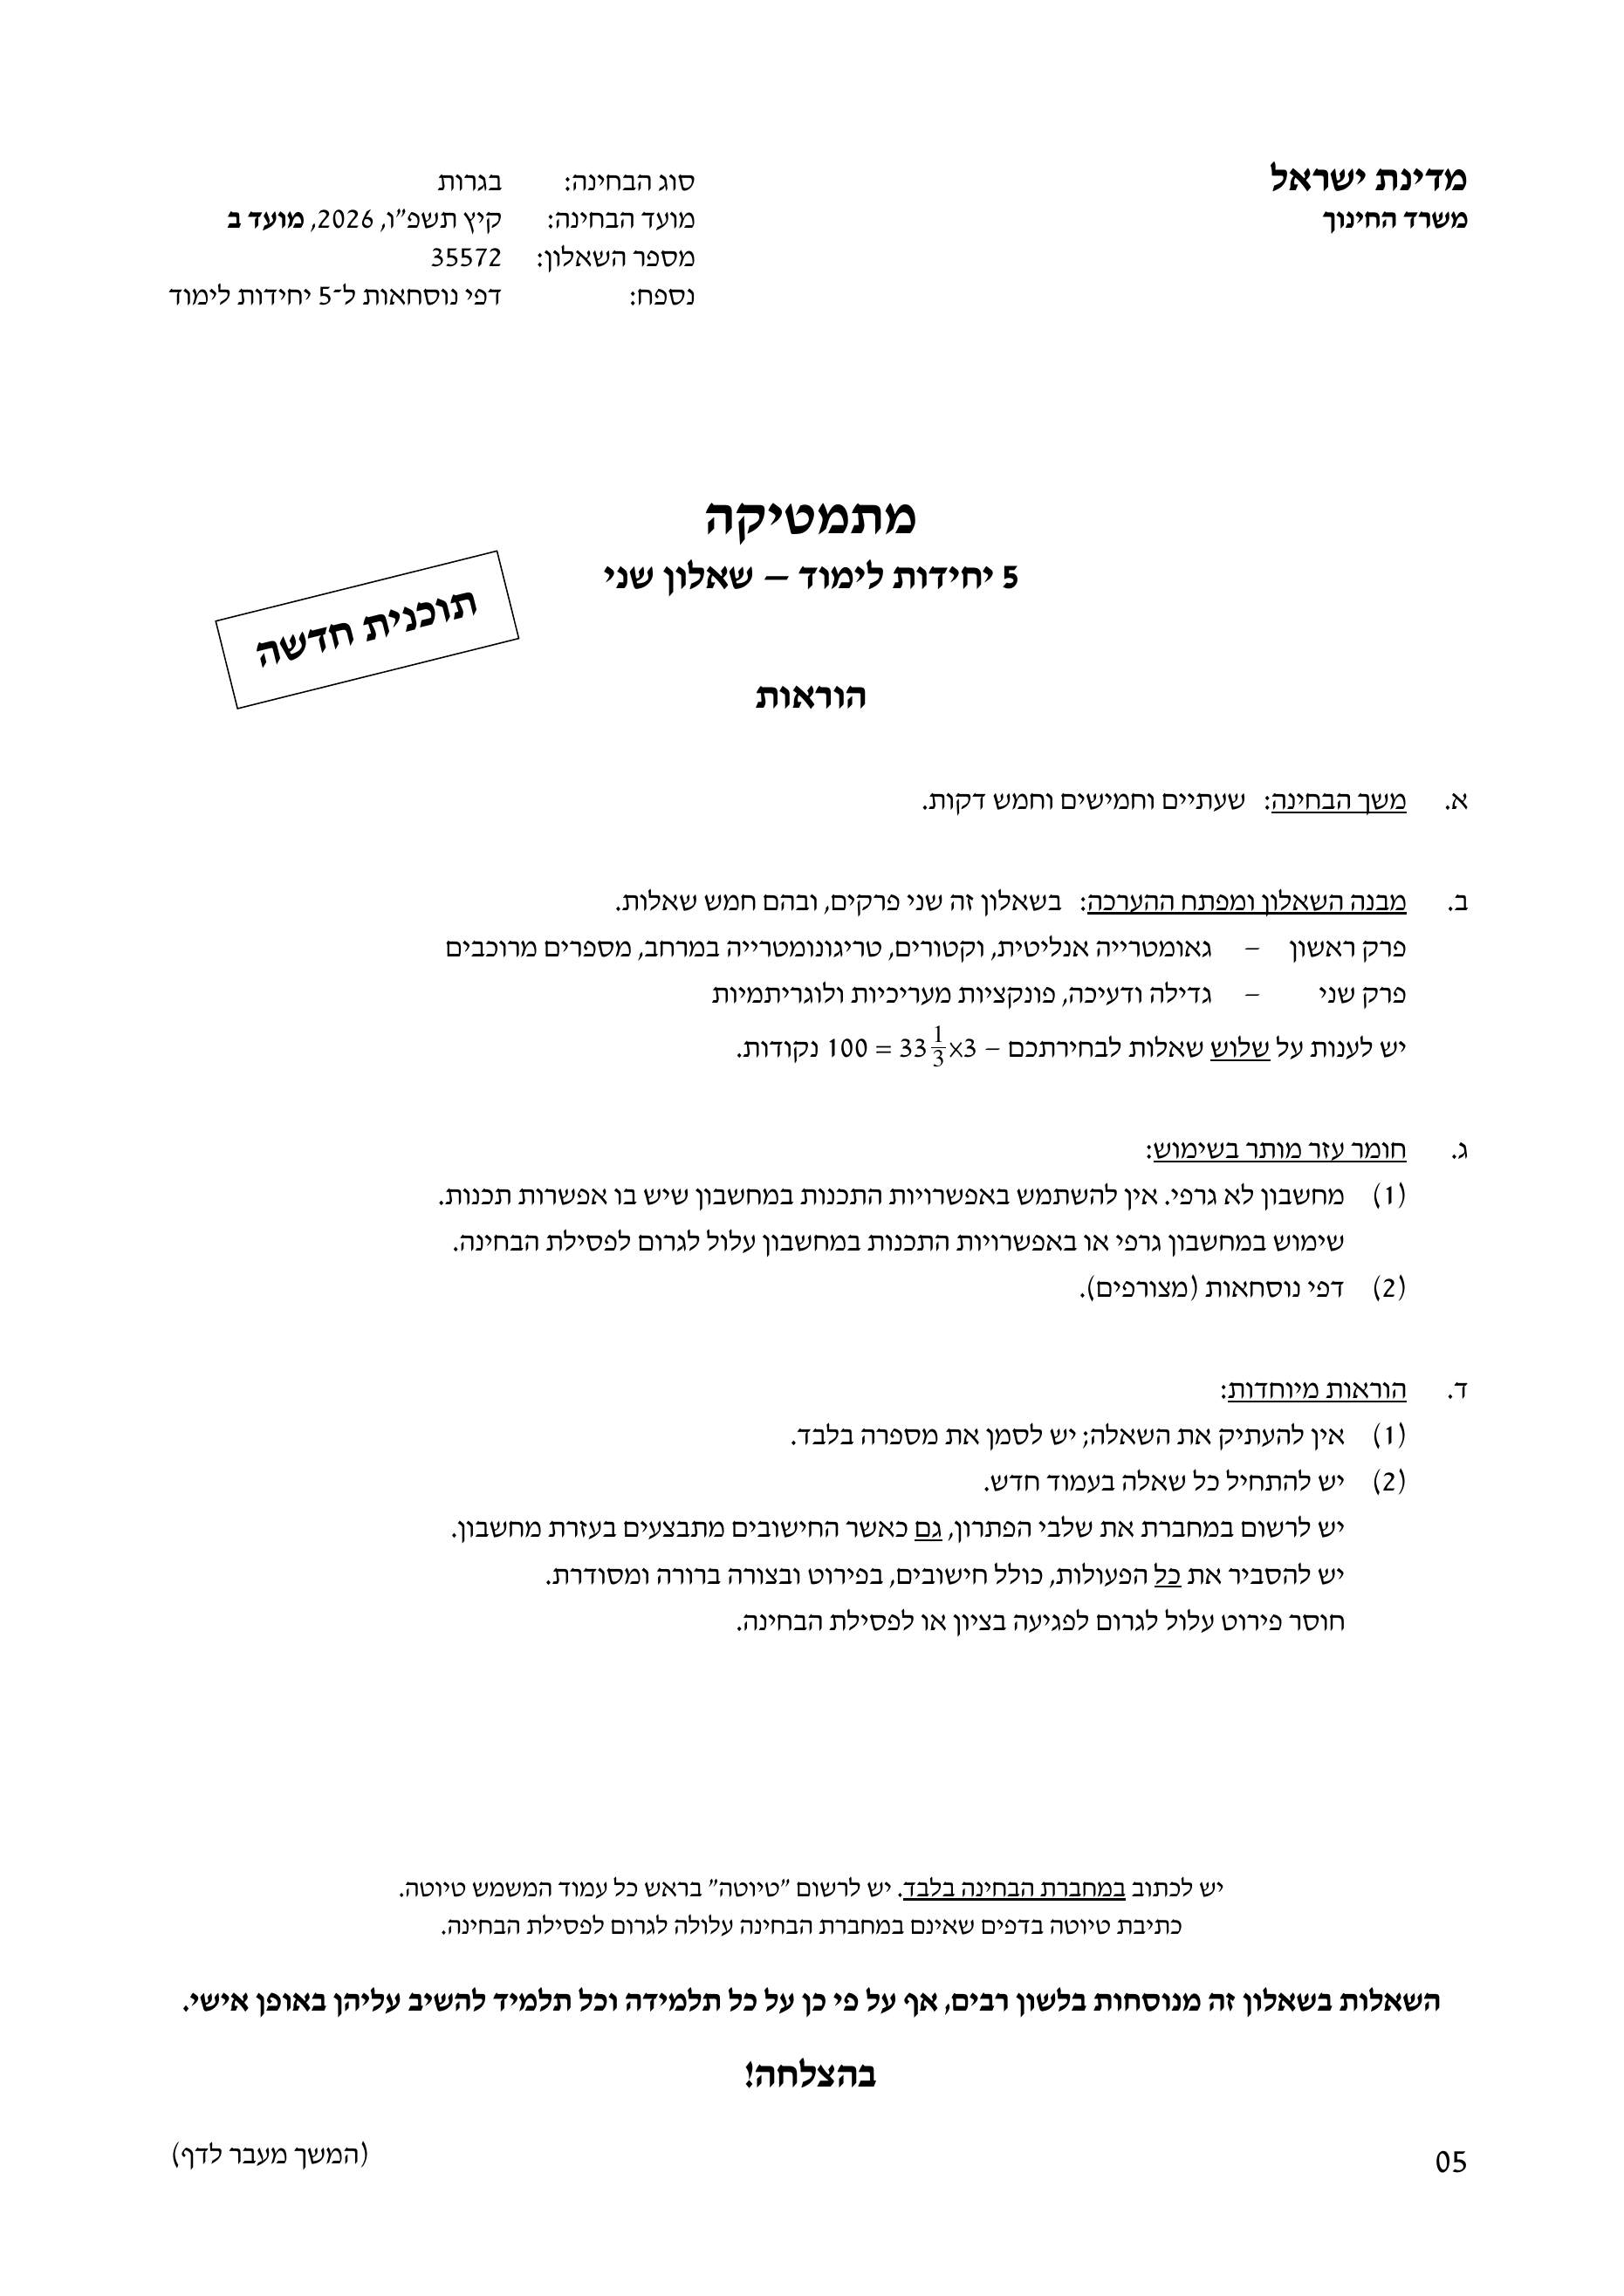 מדינת ישראל
משרד החינוך
סוג הבחינה: בגרות
מועד הבחינה: קיץ תשפ"ו, 2026, מועד ב
מספר השאלון: 35572
נספח: דפי נוסחאות ל־5 יחידות לימוד
מתמטיקה
5 יחידות לימוד – שאלון שני
תוכנית חדשה
הוראות
א. משך הבחינה: שעתיים וחמישים וחמש דקות.
ב. מבנה השאלון ומפתח ההערכה: בשאלון זה שני פרקים, ובהם חמש שאלות.
פרק ראשון – גאומטרייה אנליטית, וקטורים, טריגונומטרייה במרחב, מספרים מרוכבים
פרק שני – גדילה ודעיכה, פונקציות מעריכיות ולוגריתמיות
יש לענות על שלוש שאלות לבחירתכם – 3×33 1/3 = 100 נקודות.
ג. חומר עזר מותר בשימוש:
(1) מחשבון לא גרפי. אין להשתמש באפשרויות התכנות במחשבון שיש בו אפשרות תכנות.
שימוש במחשבון גרפי או באפשרויות התכנות במחשבון עלול לגרום לפסילת הבחינה.
(2) דפי נוסחאות (מצורפים).
ד. הוראות מיוחדות:
(1) אין להעתיק את השאלה; יש לסמן את מספרה בלבד.
(2) יש להתחיל כל שאלה בעמוד חדש.
יש לרשום במחברת את שלבי הפתרון, גם כאשר החישובים מתבצעים בעזרת מחשבון.
יש להסביר את כל הפעולות, כולל חישובים, בפירוט ובצורה ברורה ומסודרת.
חוסר פירוט עלול לגרום לפגיעה בציון או לפסילת הבחינה.
יש לכתוב במחברת הבחינה בלבד. יש לרשום "טיוטה" בראש כל עמוד המשמש טיוטה.
כתיבת טיוטה בדפים שאינם במחברת הבחינה עלולה לגרום לפסילת הבחינה.
השאלות בשאלון זה מנוסחות בלשון רבים, אף על פי כן על כל תלמידה וכל תלמיד להשיב עליהן באופן אישי.
בהצלחה!
05
(המשך מעבר לדף)